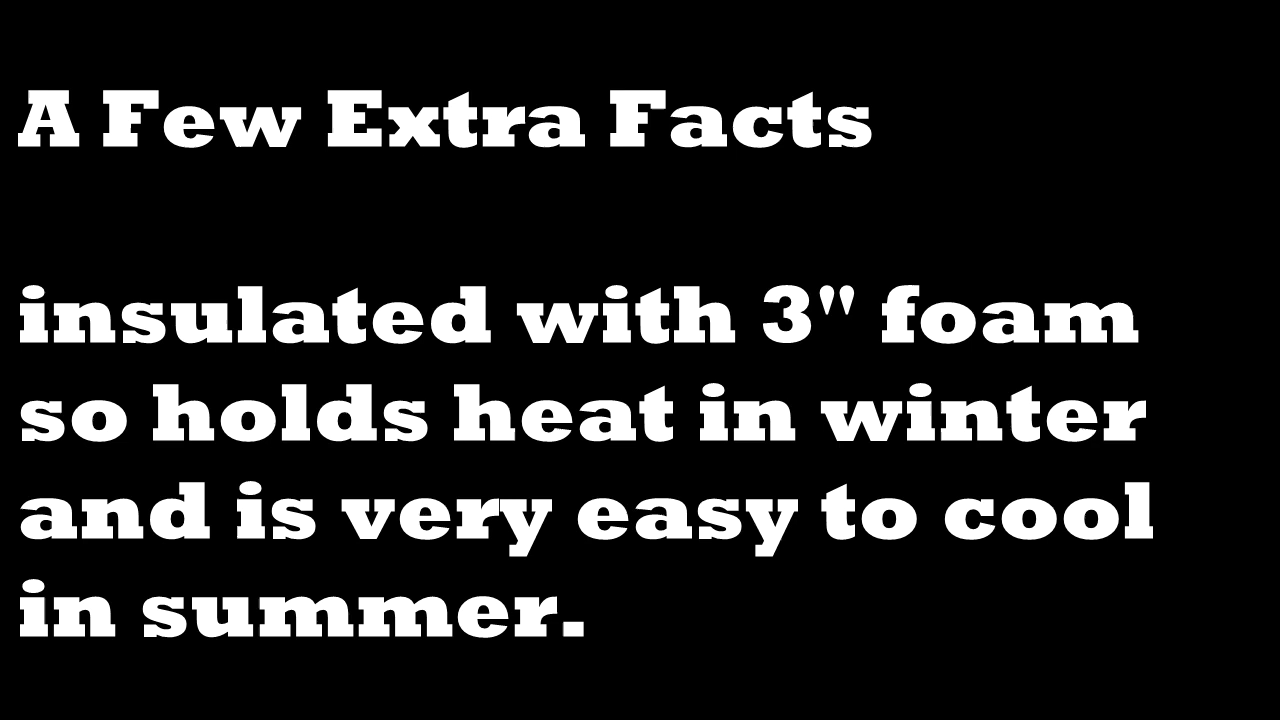 A Few Extra Facts
insulated with 3" foam
so holds heat in winter
and is very easy to cool
in summer.